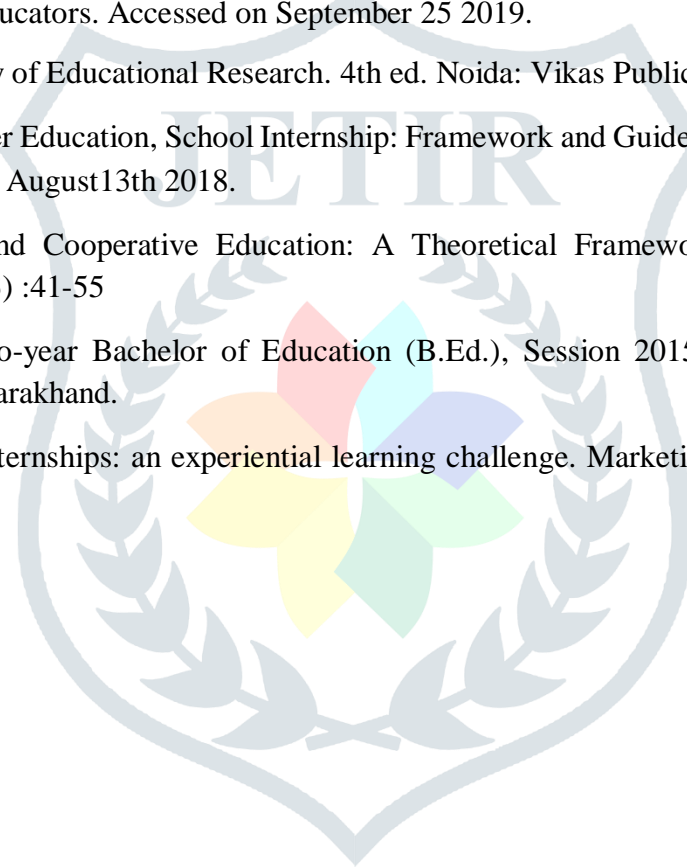 ucators. Accessed on September 25 2019.
y of Educational Research. 4th ed. Noida: Vikas Public
JETIR
er Education, School Internship: Framework and Guide
August13th 2018.
nd Cooperative Education: A Theoretical Framewo
) :41-55
o-year Bachelor of Education (B.Ed.), Session 2015
arakhand.
ternships: an experiential learning challenge. Marketi